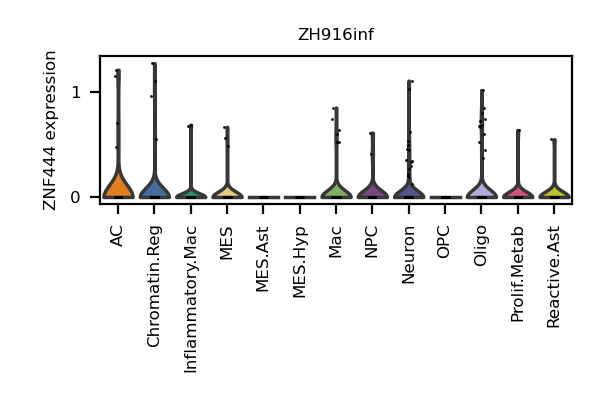 ZH916inf
ZNF444 expression
1
0
AC
Chromatin.Reg
Inflammatory.Mac
MES
MES.Ast
MES.Hyp
Mac
NPC
Neuron
OPC
Oligo
Prolif.Metab
Reactive.Ast